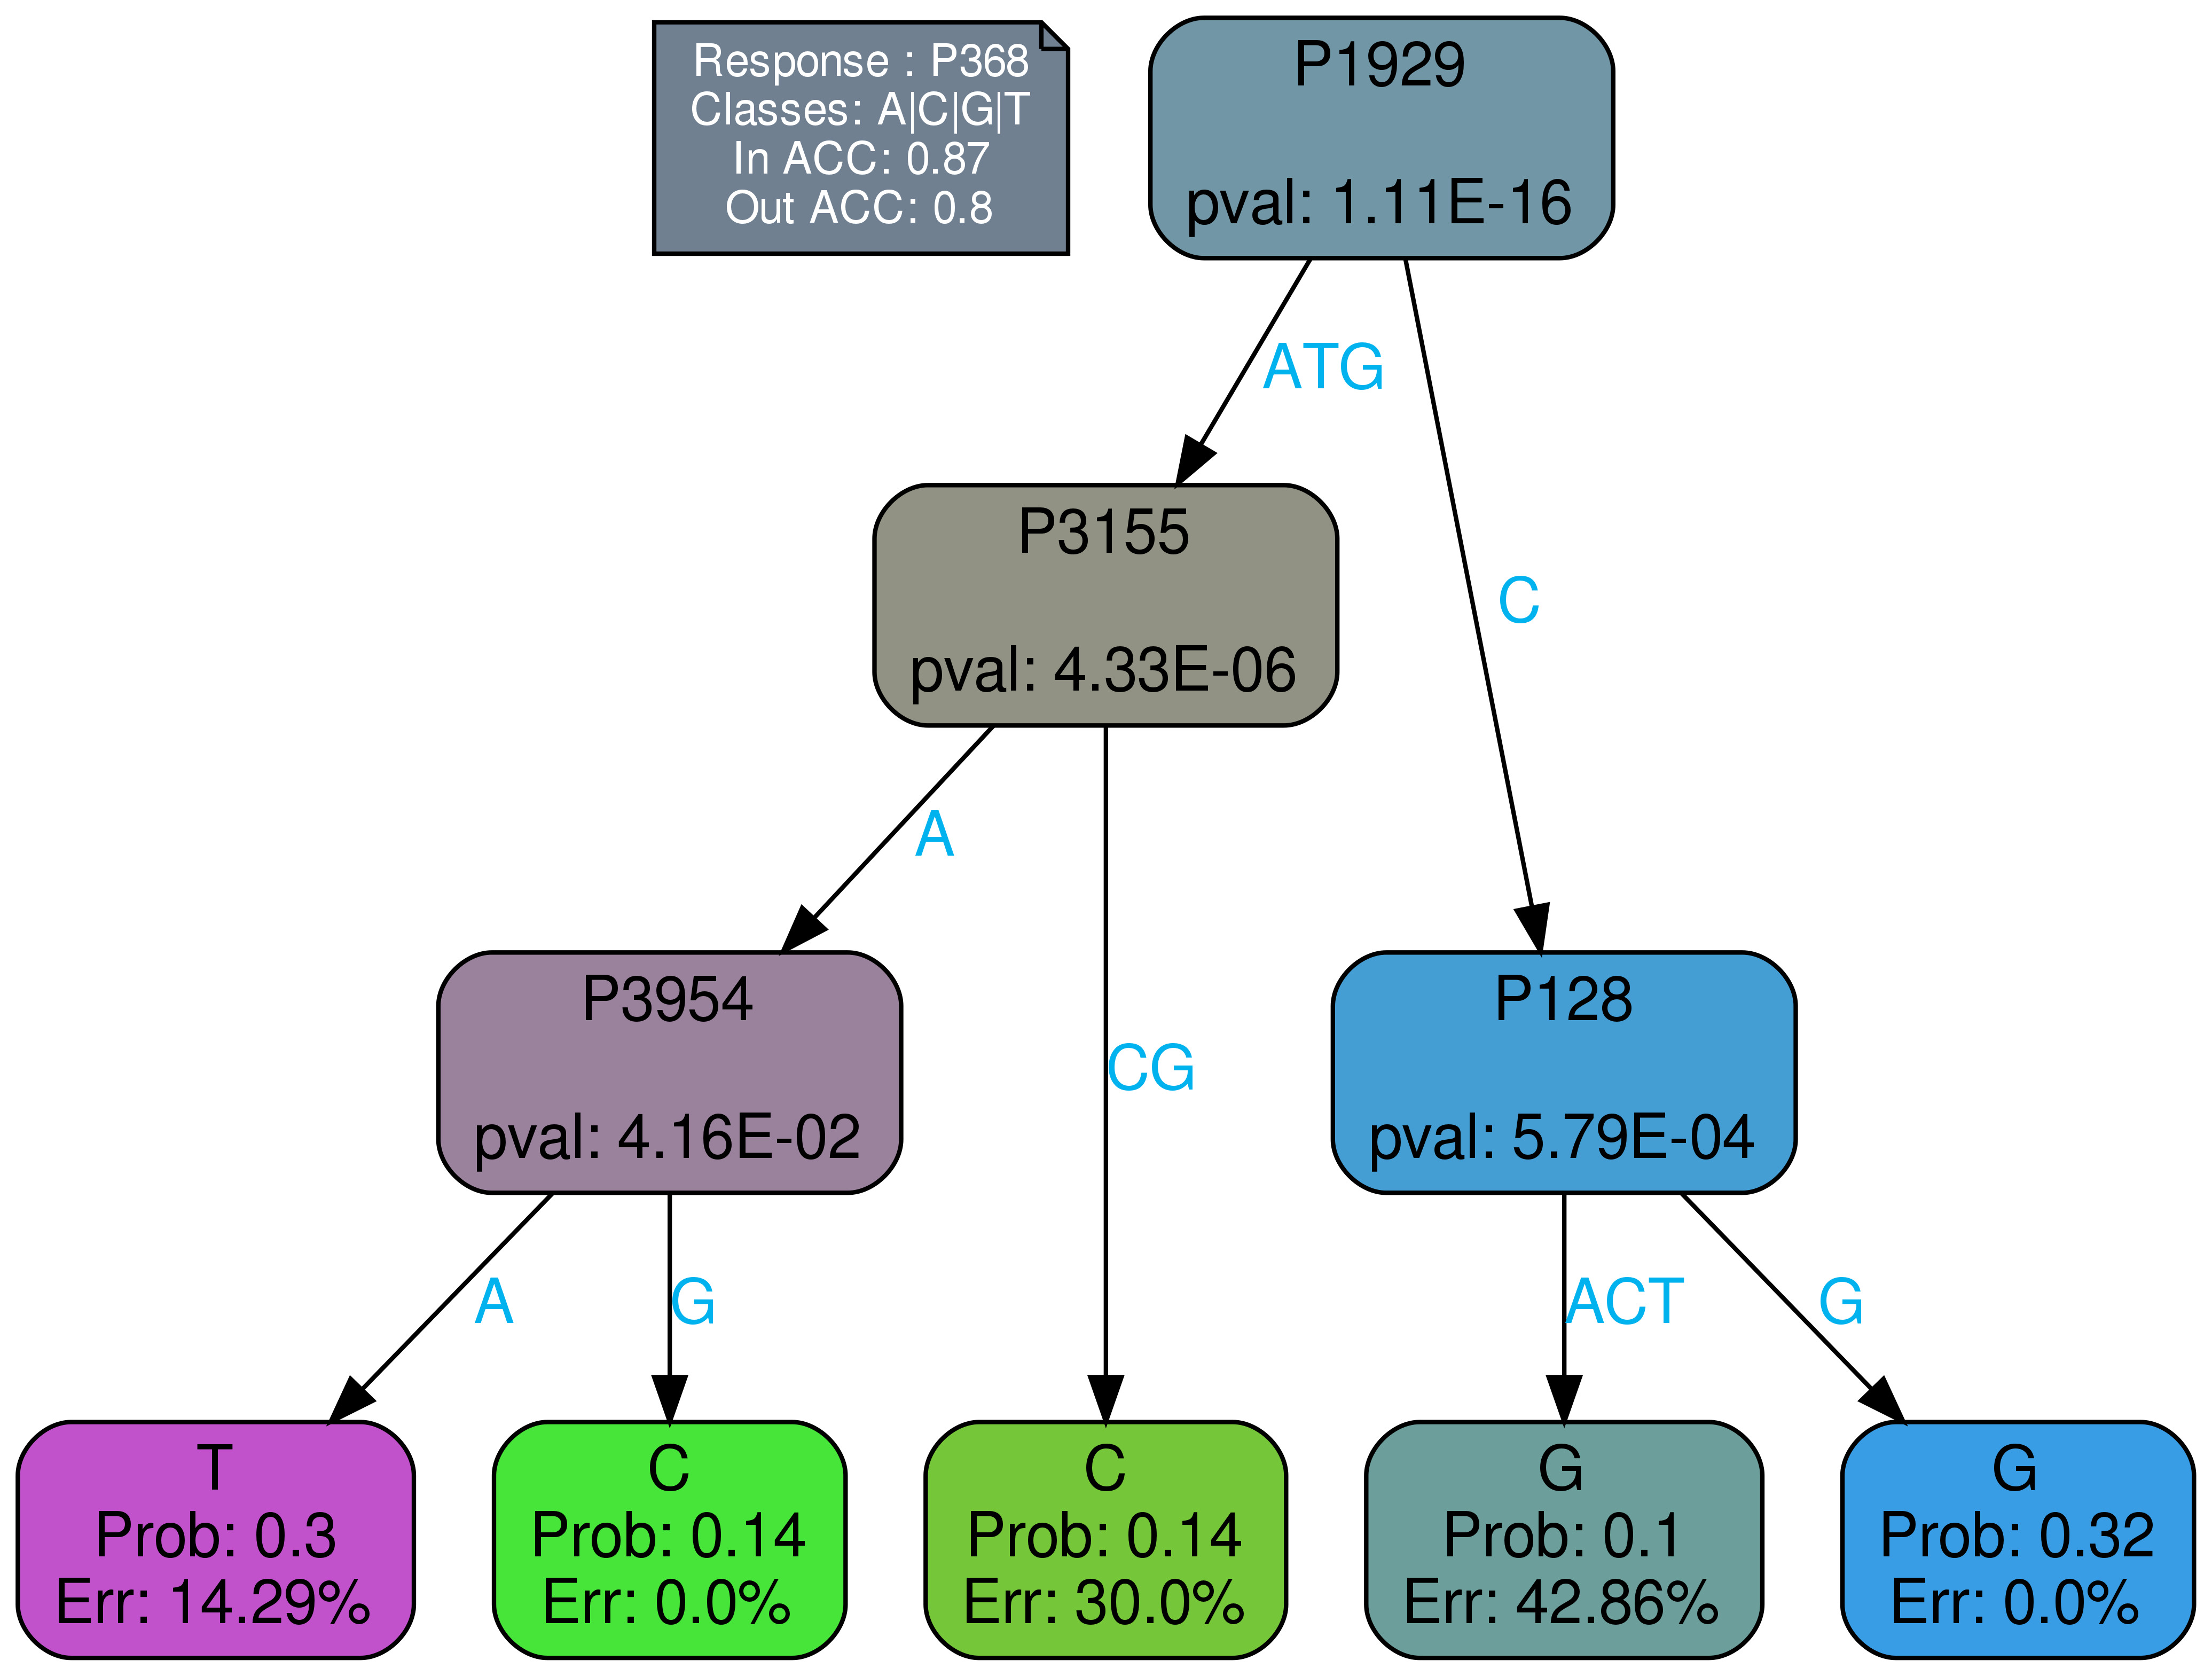 Response : P368
Classes: A|C|G|T
In ACC: 0.87
Out ACC: 0.8
P1929
pval: 1.11E-16
ATG
C
P3155
pval: 4.33E-06
A
CG
P3954
pval: 4.16E-02
P128
pval: 5.79E-04
A
G
ACT
G
T
Prob: 0.3
Err: 14.29%
C
Prob: 0.14
Err: 0.0%
C
Prob: 0.14
Err: 30.0%
G
Prob: 0.1
Err: 42.86%
G
Prob: 0.32
Err: 0.0%